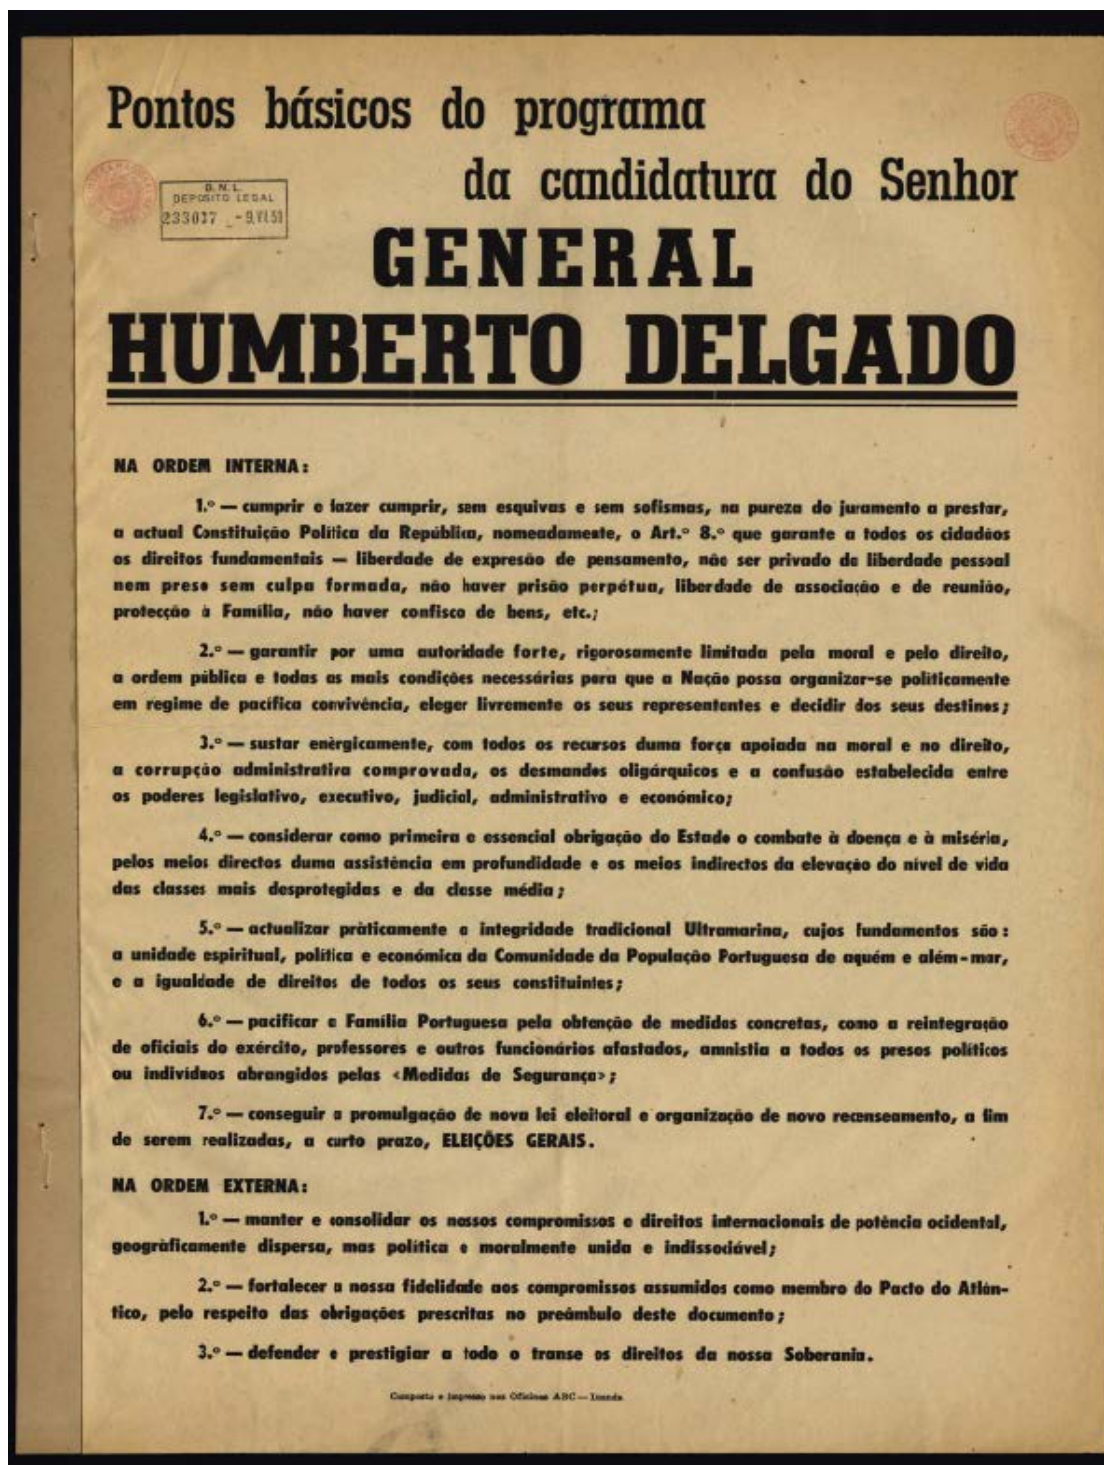 Pontos básicos do programa
da candidatura do Senhor
B. N. L.
DEPÓSITO LEGAL
233037 - 9.VI.59
GENERAL
HUMBERTO DELGADO
NA ORDEM INTERNA:
1.º — cumprir e fazer cumprir, sem esquivas e sem sofismas, na pureza do juramento a prestar,
a actual Constituição Política da República, nomeadamente, o Art.º 8.º que garante a todos os cidadãos
os direitos fundamentais — liberdade de expresão de pensamento, não ser privado da liberdade pessoal
nem preso sem culpa formada, não haver prisão perpétua, liberdade de associação e de reunião,
protecção à Família, não haver confisco de bens, etc.;
2.º — garantir por uma autoridade forte, rigorosamente limitada pela moral e pelo direito,
a ordem pública e todas as mais condições necessárias para que a Nação possa organizar-se políticamente
em regime de pacífica convivência, eleger livremente os seus representantes e decidir dos seus destinos;
3.º — sustar enèrgicamente, com todos os recursos duma força apoiada na moral e no direito,
a corrupção administrativa comprovada, os desmandos oligárquicos e a confusão estabelecida entre
os poderes legislativo, executivo, judicial, administrativo e económico;
4.º — considerar como primeira e essencial obrigação do Estado o combate à doença e à miséria,
pelos meios directos duma assistência em profundidade e os meios indirectos da elevação do nível de vida
das classes mais desprotegidas e da classe média;
5.º — actualizar pràticamente a integridade tradicional Ultramarina, cujos fundamentos são:
a unidade espiritual, política e económica da Comunidade da População Portuguesa de aquém e além-mar,
e a igualdade de direitos de todos os seus constituintes;
6.º — pacificar a Família Portuguesa pela obtenção de medidas concretas, como a reintegração
de oficiais do exército, professores e outros funcionários afastados, amnistia a todos os presos políticos
ou indivíduos abrangidos pelas «Medidas de Segurança»;
7.º — conseguir a promulgação de nova lei eleitoral e organização de novo recenseamento, a fim
de serem realizadas, a curto prazo, ELEIÇÕES GERAIS.
NA ORDEM EXTERNA:
1.º — manter e consolidar os nossos compromissos e direitos internacionais de potência ocidental,
geogràficamente dispersa, mas política e moralmente unida e indissociável;
2.º — fortalecer a nossa fidelidade aos compromissos assumidos como membro do Pacto do Atlân-
tico, pelo respeito das obrigações prescritas no preâmbulo deste documento;
3.º — defender e prestigiar a todo o transe os direitos da nossa Soberania.
Composto e Impresso nas Oficinas ABC — Luanda